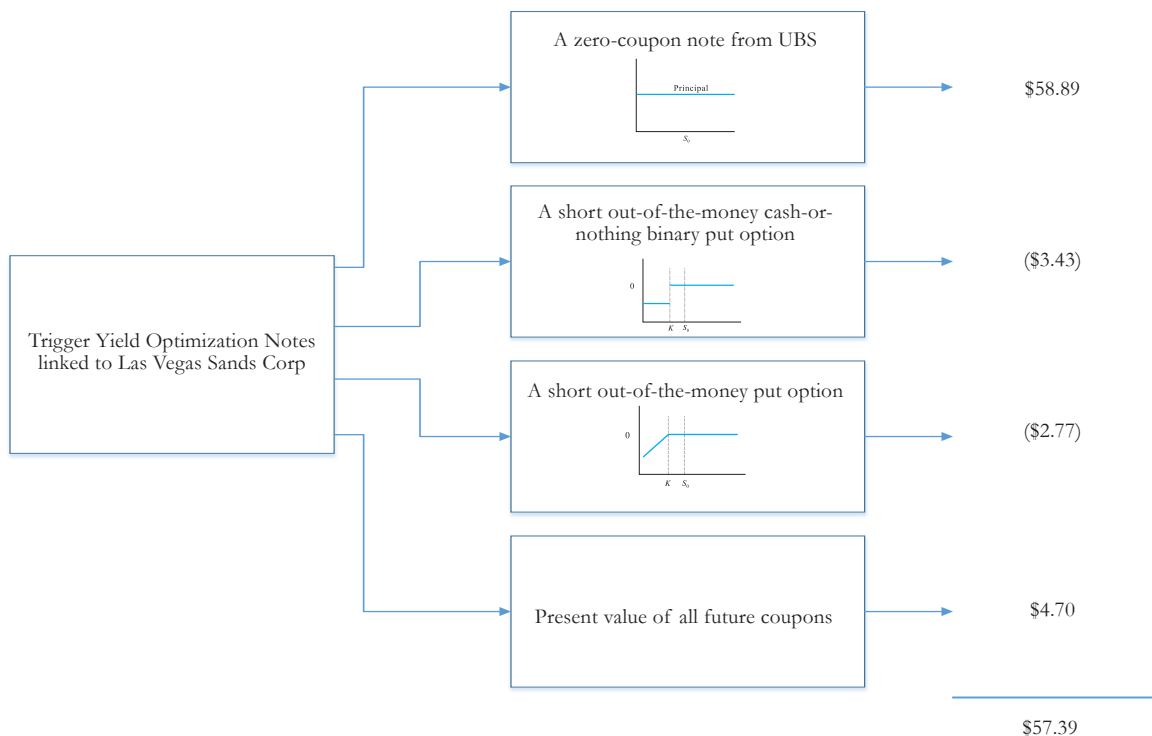 A zero-coupon note from UBS
Principal
S₀
$58.89
A short out-of-the-money cash-or-
nothing binary put option
0
K S₀
($3.43)
Trigger Yield Optimization Notes
linked to Las Vegas Sands Corp
A short out-of-the-money put option
0
K S₀
($2.77)
Present value of all future coupons
$4.70
$57.39